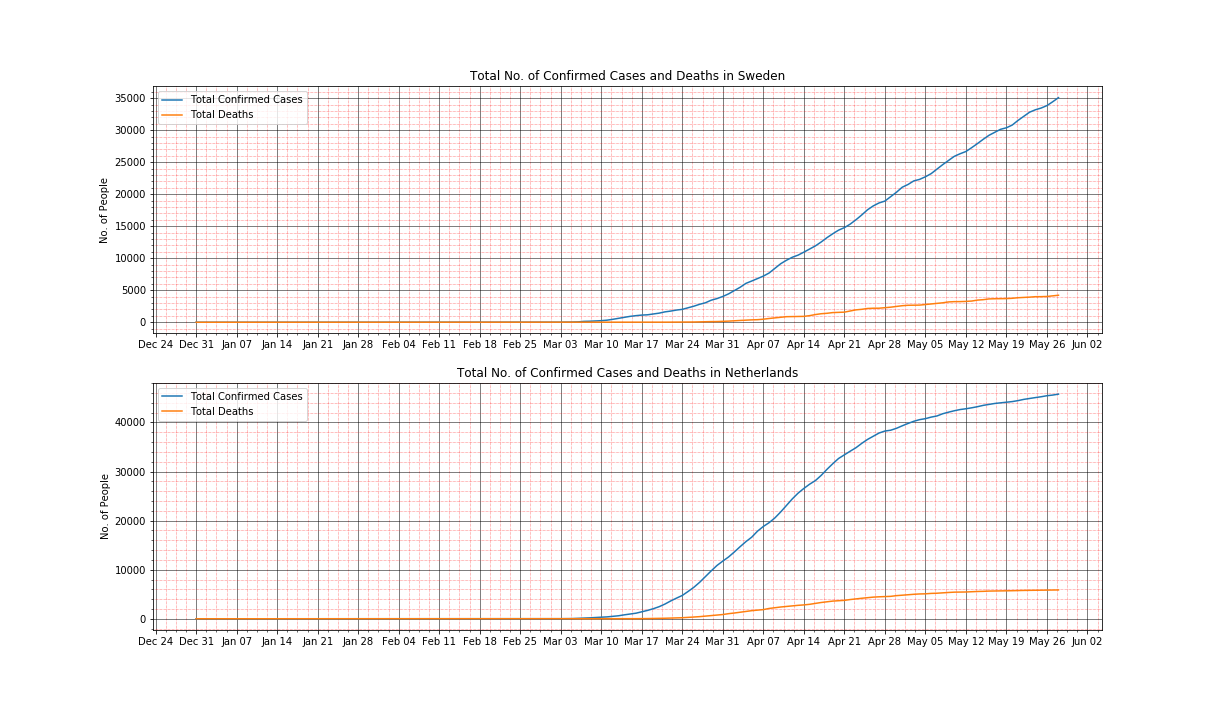 Total No. of Confirmed Cases and Deaths in Sweden
Total Confirmed Cases
Total Deaths
No. of People
35000
30000
25000
20000
15000
10000
5000
0
Dec 24 Dec 31 Jan 07 Jan 14 Jan 21 Jan 28 Feb 04 Feb 11 Feb 18 Feb 25 Mar 03 Mar 10 Mar 17 Mar 24 Mar 31 Apr 07 Apr 14 Apr 21 Apr 28 May 05 May 12 May 19 May 26 Jun 02
Total No. of Confirmed Cases and Deaths in Netherlands
Total Confirmed Cases
Total Deaths
No. of People
40000
30000
20000
10000
0
Dec 24 Dec 31 Jan 07 Jan 14 Jan 21 Jan 28 Feb 04 Feb 11 Feb 18 Feb 25 Mar 03 Mar 10 Mar 17 Mar 24 Mar 31 Apr 07 Apr 14 Apr 21 Apr 28 May 05 May 12 May 19 May 26 Jun 02